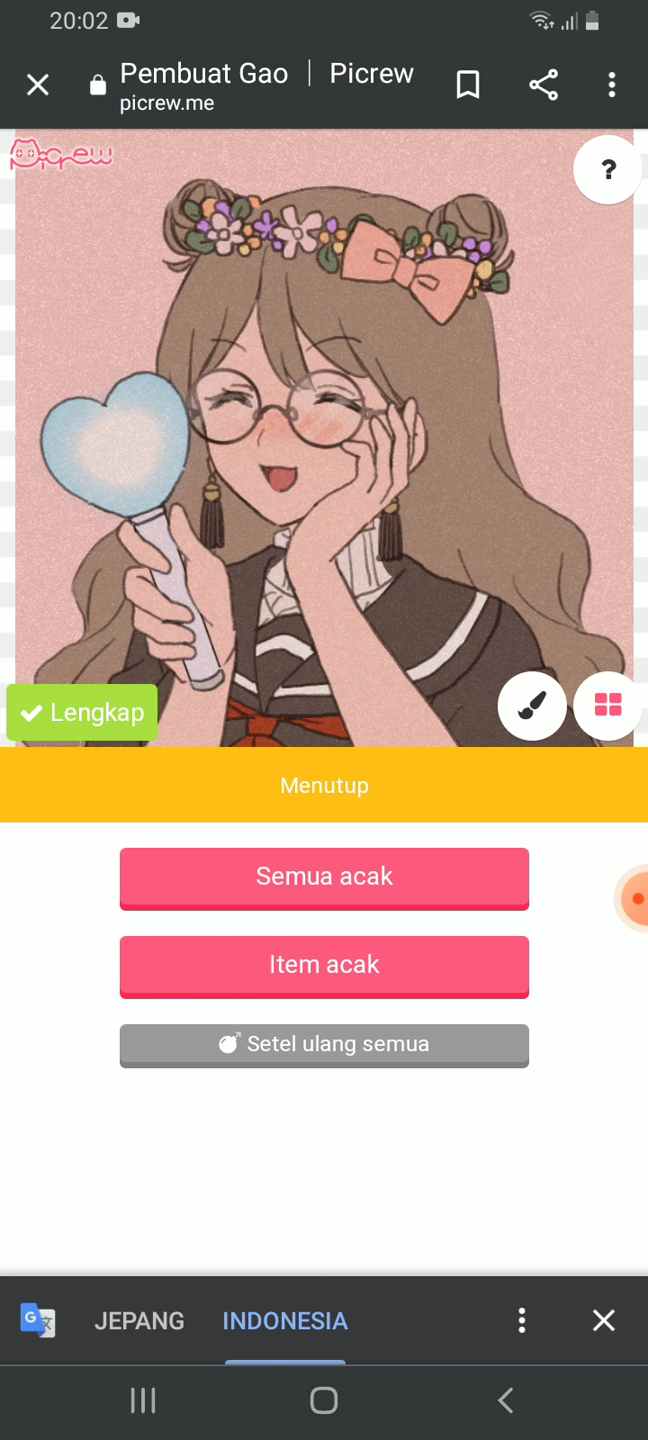 20:02
Pembuat Gao | Picrew
picrew.me
Picrew
?
Lengkap
Menutup
Semua acak
Item acak
Setel ulang semua
G 文
JEPANG
INDONESIA